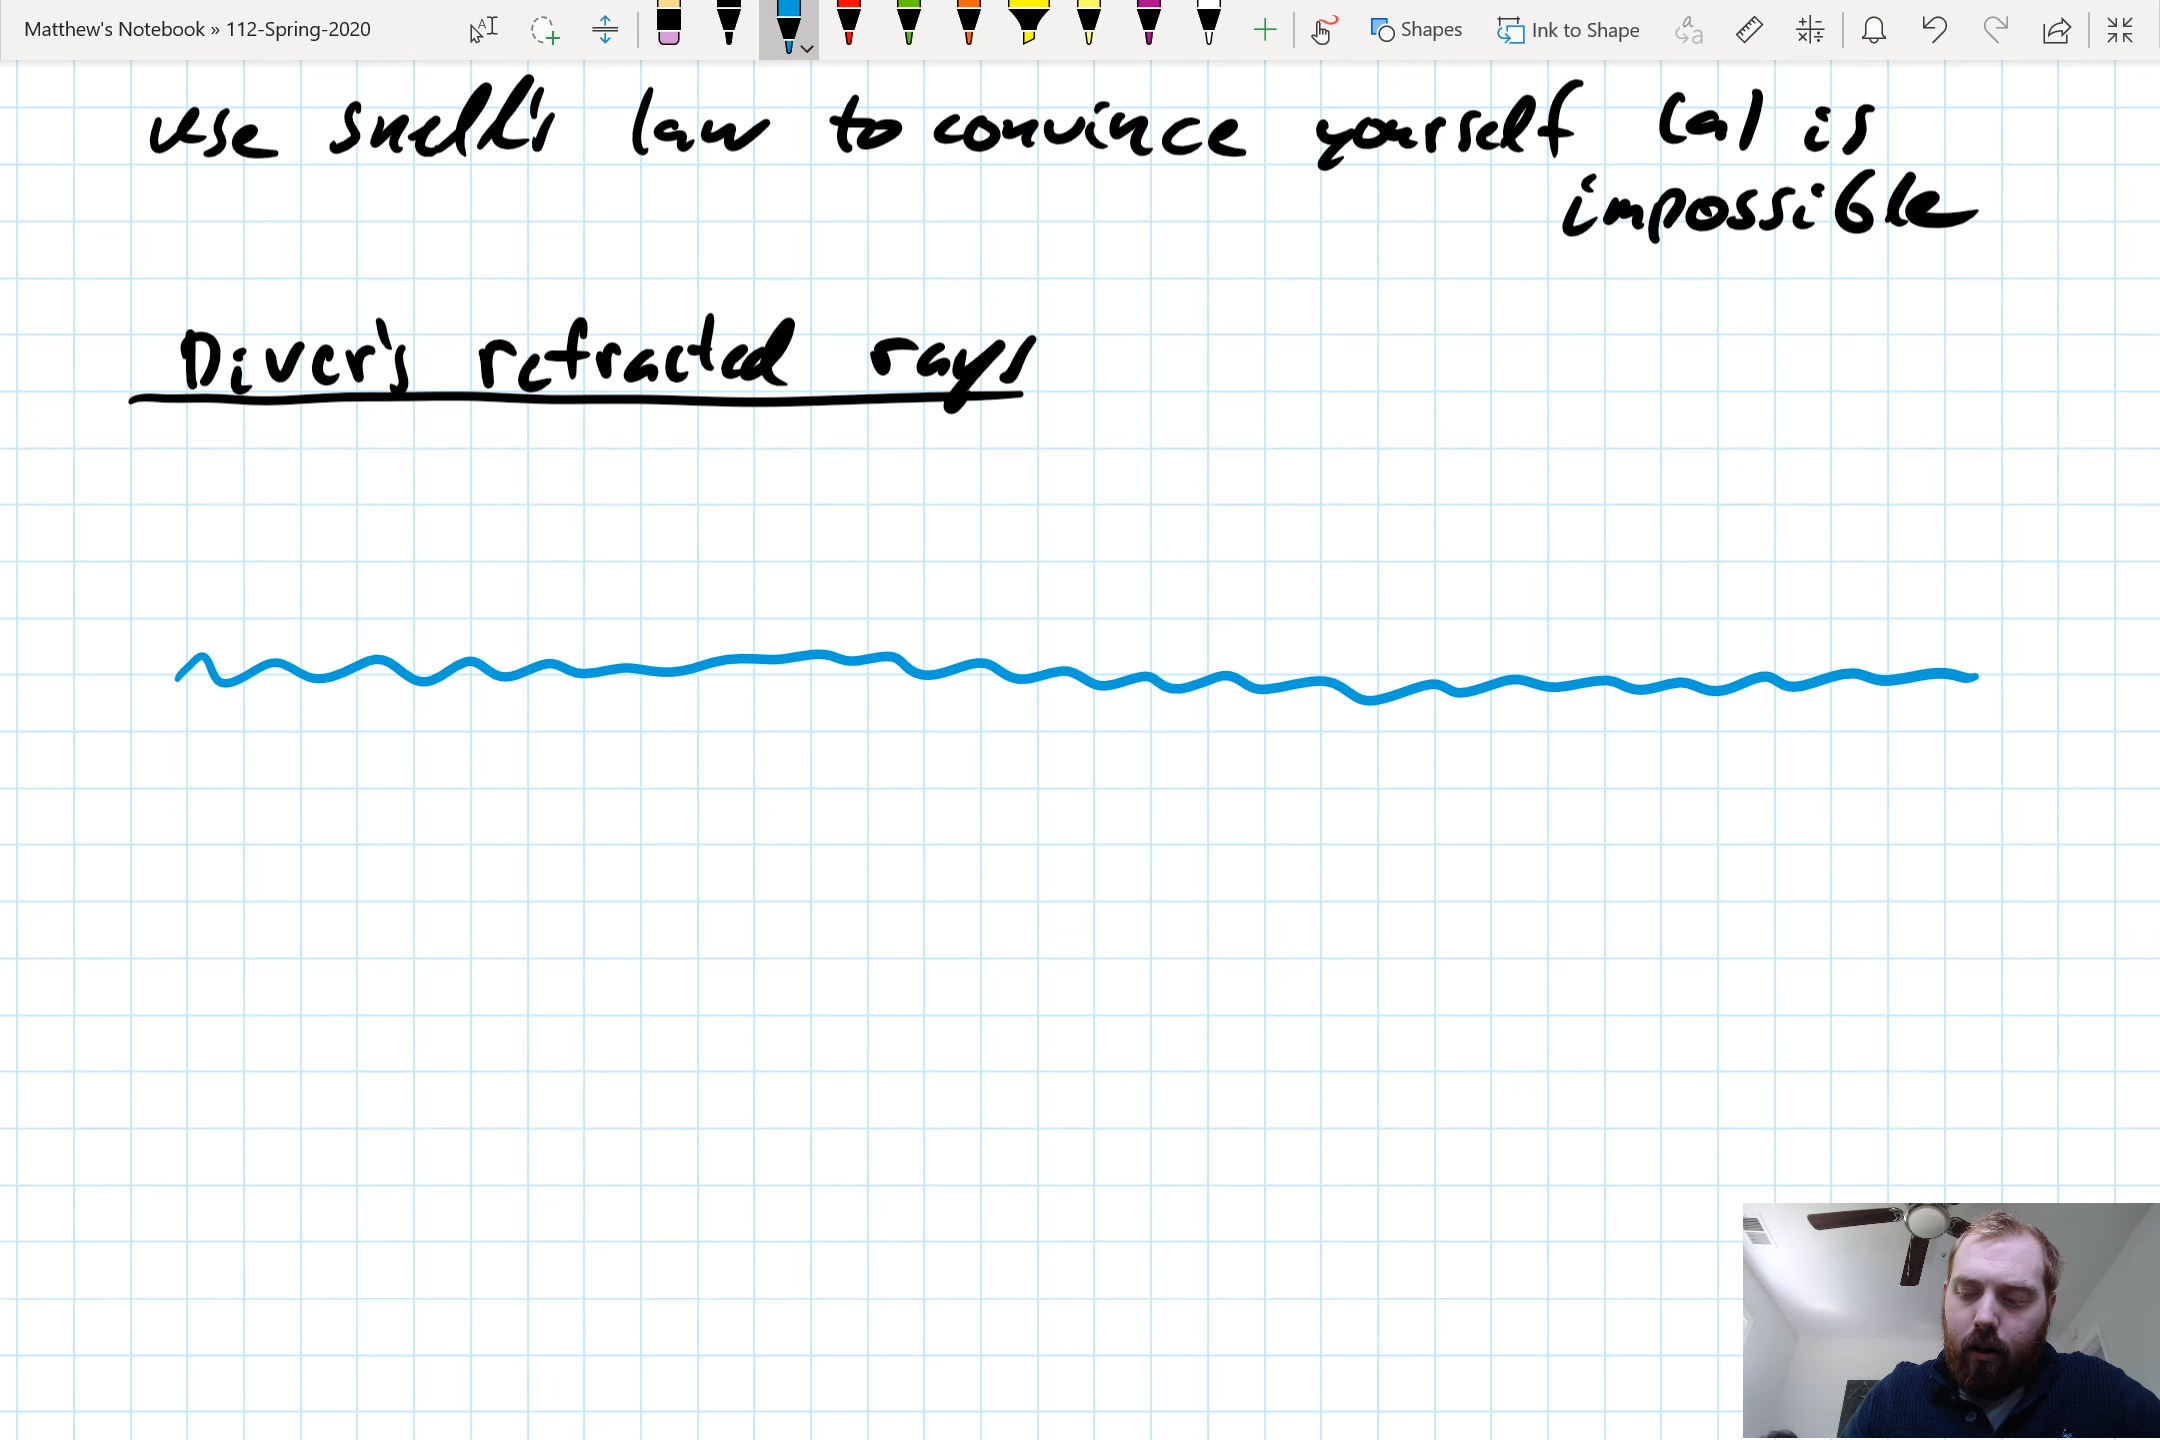 Matthew's Notebook » 112-Spring-2020
Shapes
Ink to Shape
use snell's law to convince yourself (a) is
impossible
Diver's refracted rays